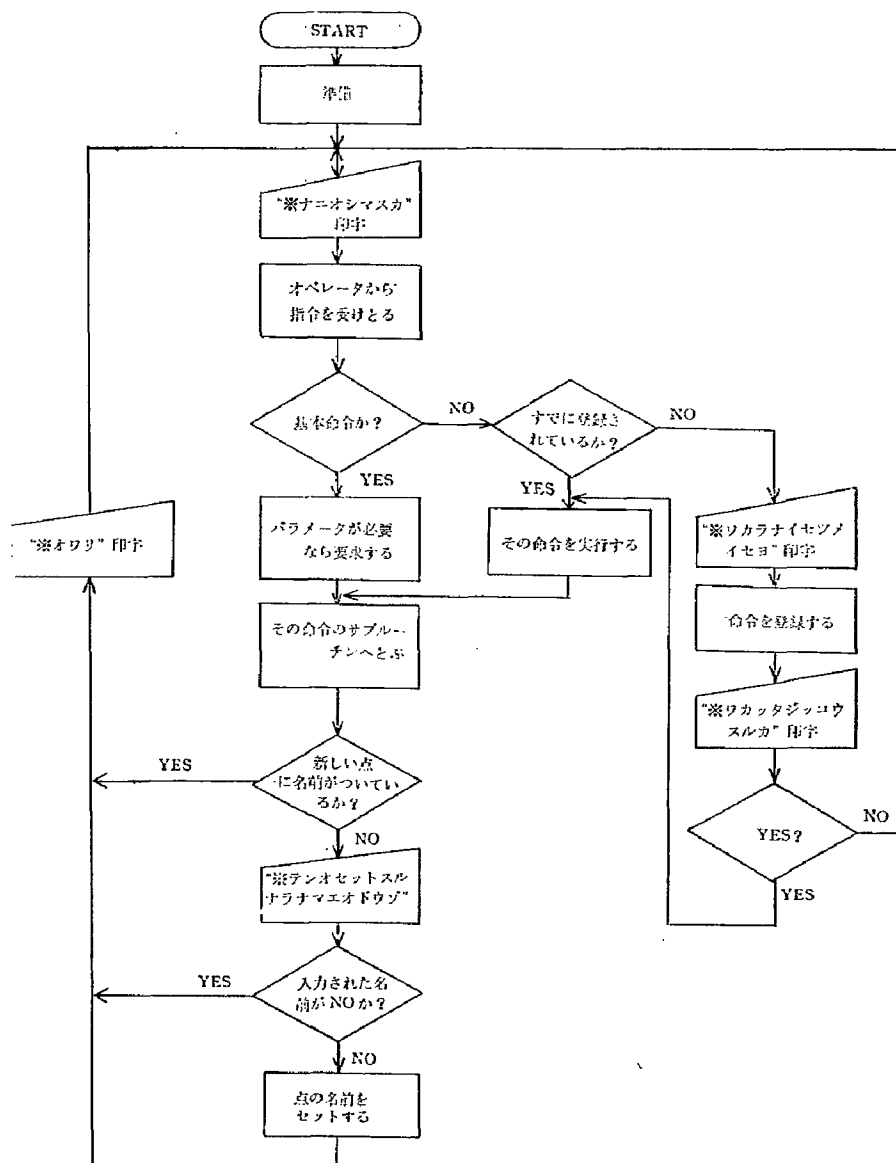 START
準備
"※ナニオシマスカ"
印字
オペレータから
指令を受けとる
基本命令か?
NO
すでに登録さ
れているか?
NO
YES
YES
パラメータが必要
なら要求する
その命令を実行する
"※ワカラナイセツメ
イセヨ" 印字
"※オワリ" 印字
その命令のサブルー
チンへとぶ
命令を登録する
"※ワカッタジッコウ
スルカ" 印字
新しい点
に名前がついてい
るか?
YES
NO
YES?
NO
YES
"※テンオセットスル
ナラナマエオドウゾ"
入力された名
前がNOか?
YES
NO
点の名前を
セットする